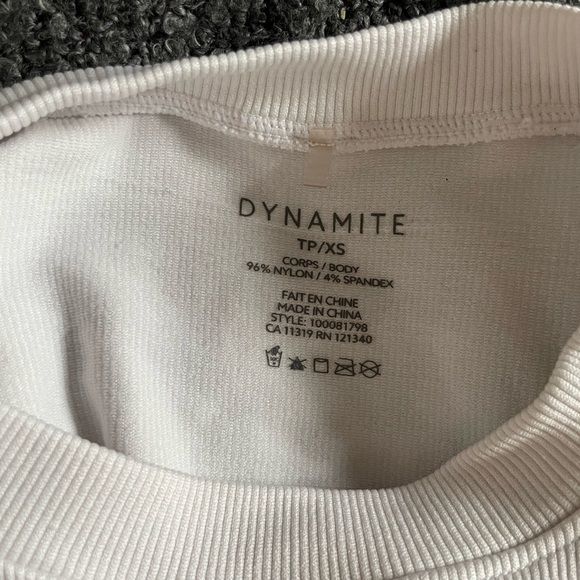 DYNAMITE
TP/XS
CORPS / BODY
96% NYLON / 4% SPANDEX
FAIT EN CHINE
MADE IN CHINA
STYLE: 100081798
CA 11319 RN 121340